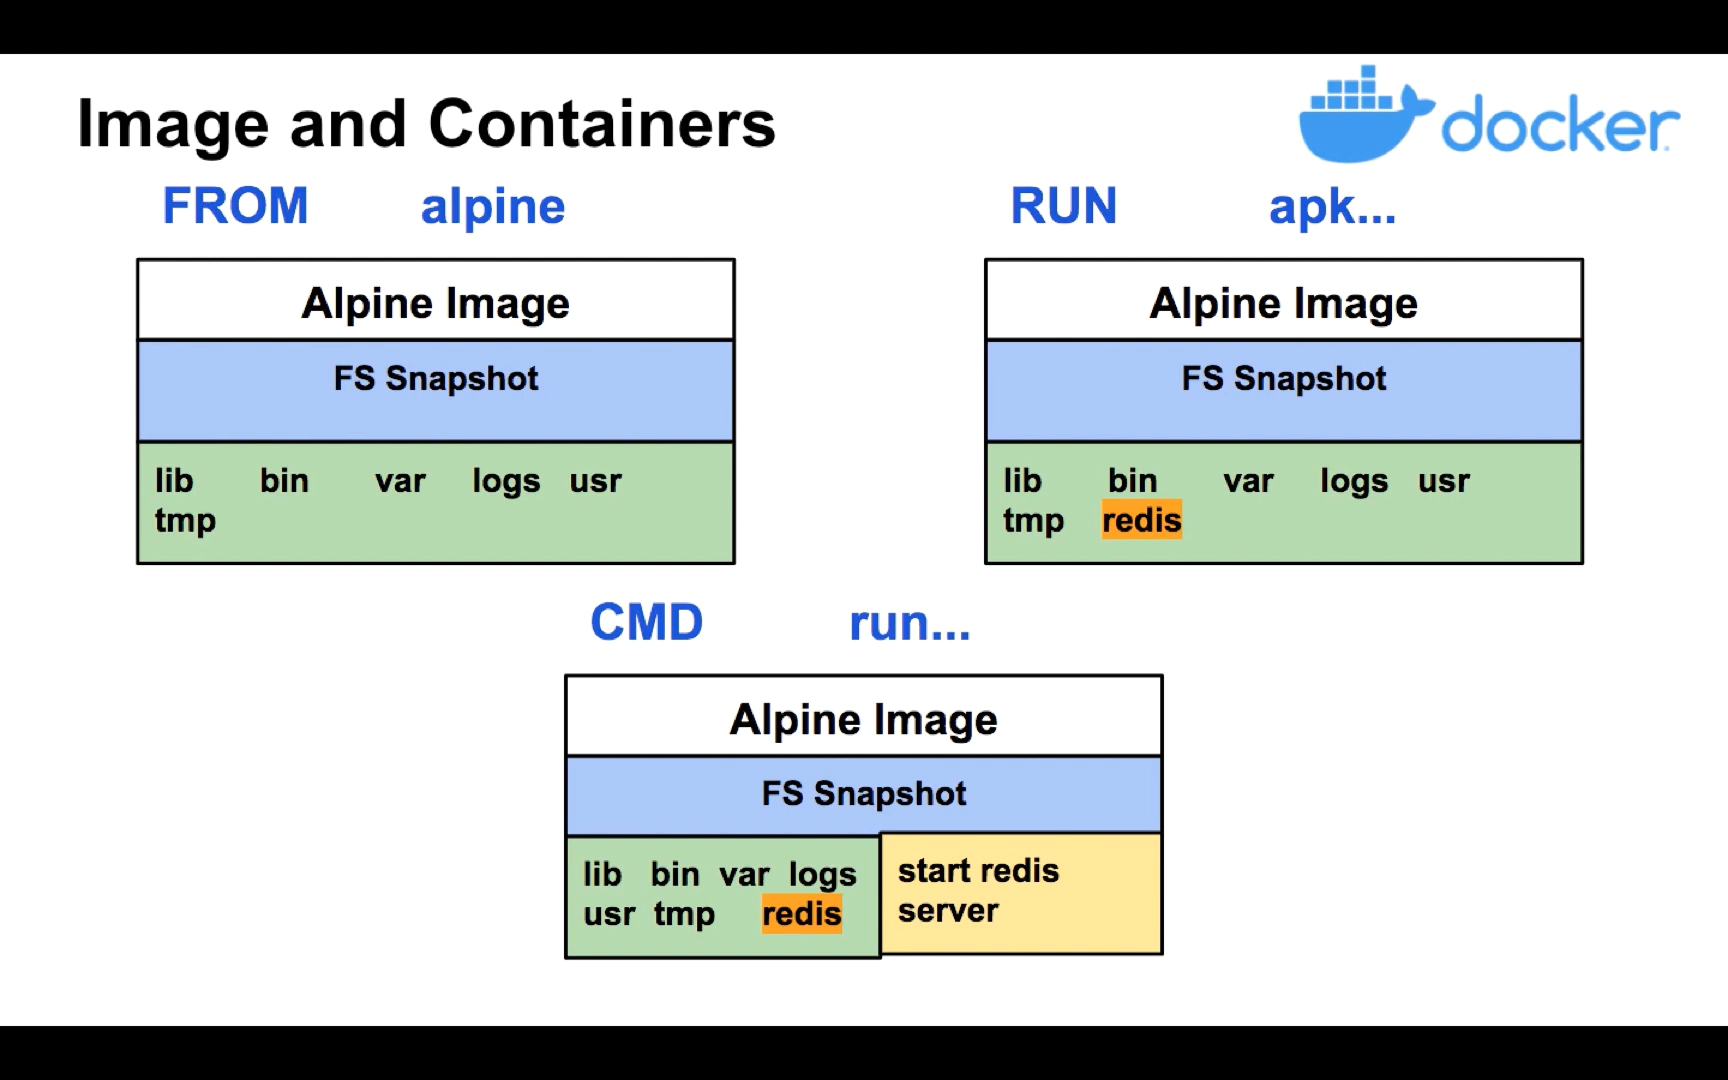 Image and Containers
docker
FROM alpine
Alpine Image
FS Snapshot
lib bin var logs usr
tmp
RUN apk...
Alpine Image
FS Snapshot
lib bin var logs usr
tmp redis
CMD run...
Alpine Image
FS Snapshot
lib bin var logs
usr tmp redis
start redis
server